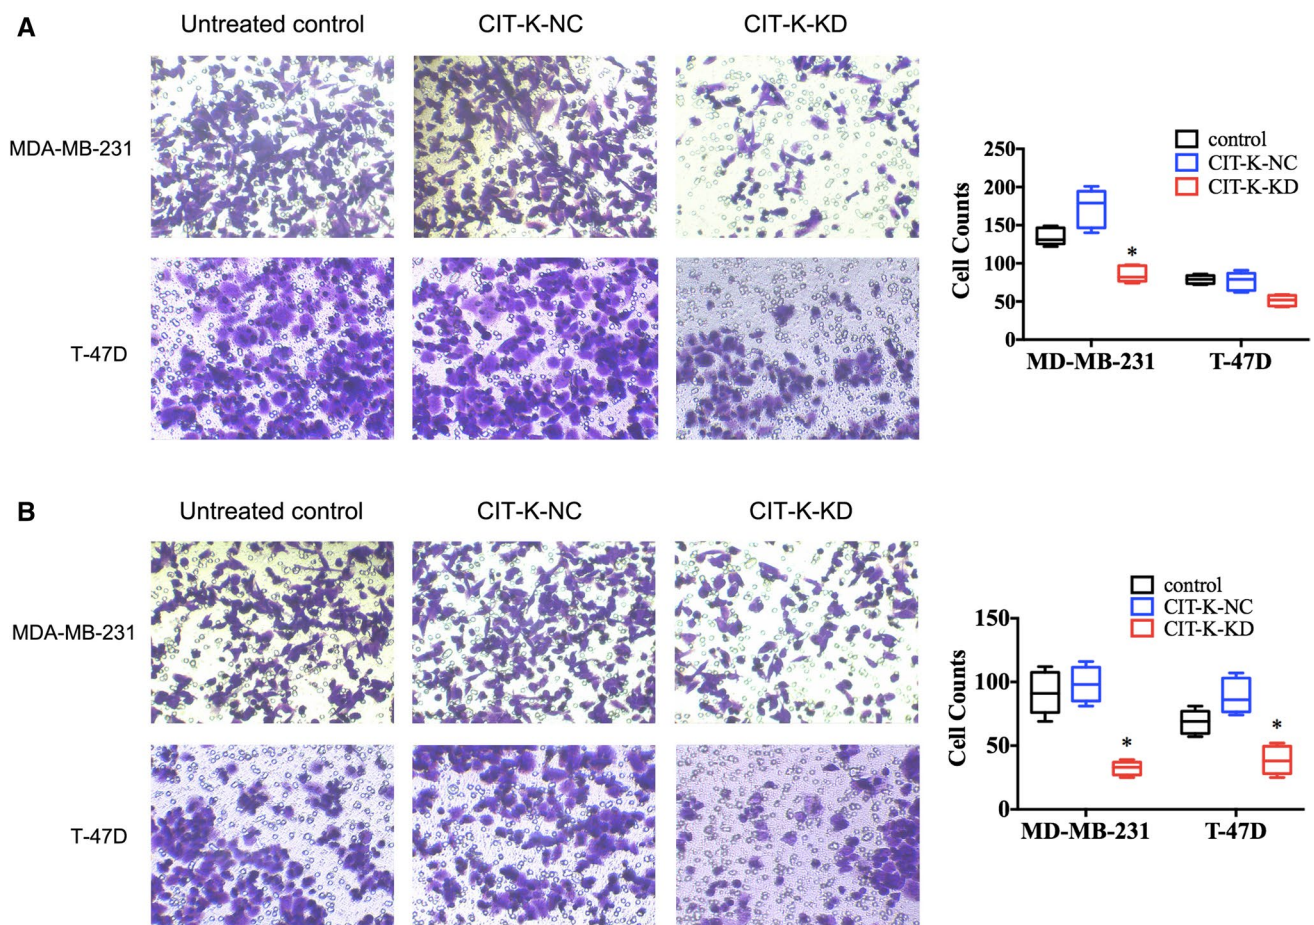 A
Untreated control CIT-K-NC CIT-K-KD
MDA-MB-231
T-47D
control
CIT-K-NC
CIT-K-KD
250
200
150
100
50
0
Cell Counts
*
MD-MB-231 T-47D
B
Untreated control CIT-K-NC CIT-K-KD
MDA-MB-231
T-47D
control
CIT-K-NC
CIT-K-KD
150
100
50
0
Cell Counts
* *
MD-MB-231 T-47D